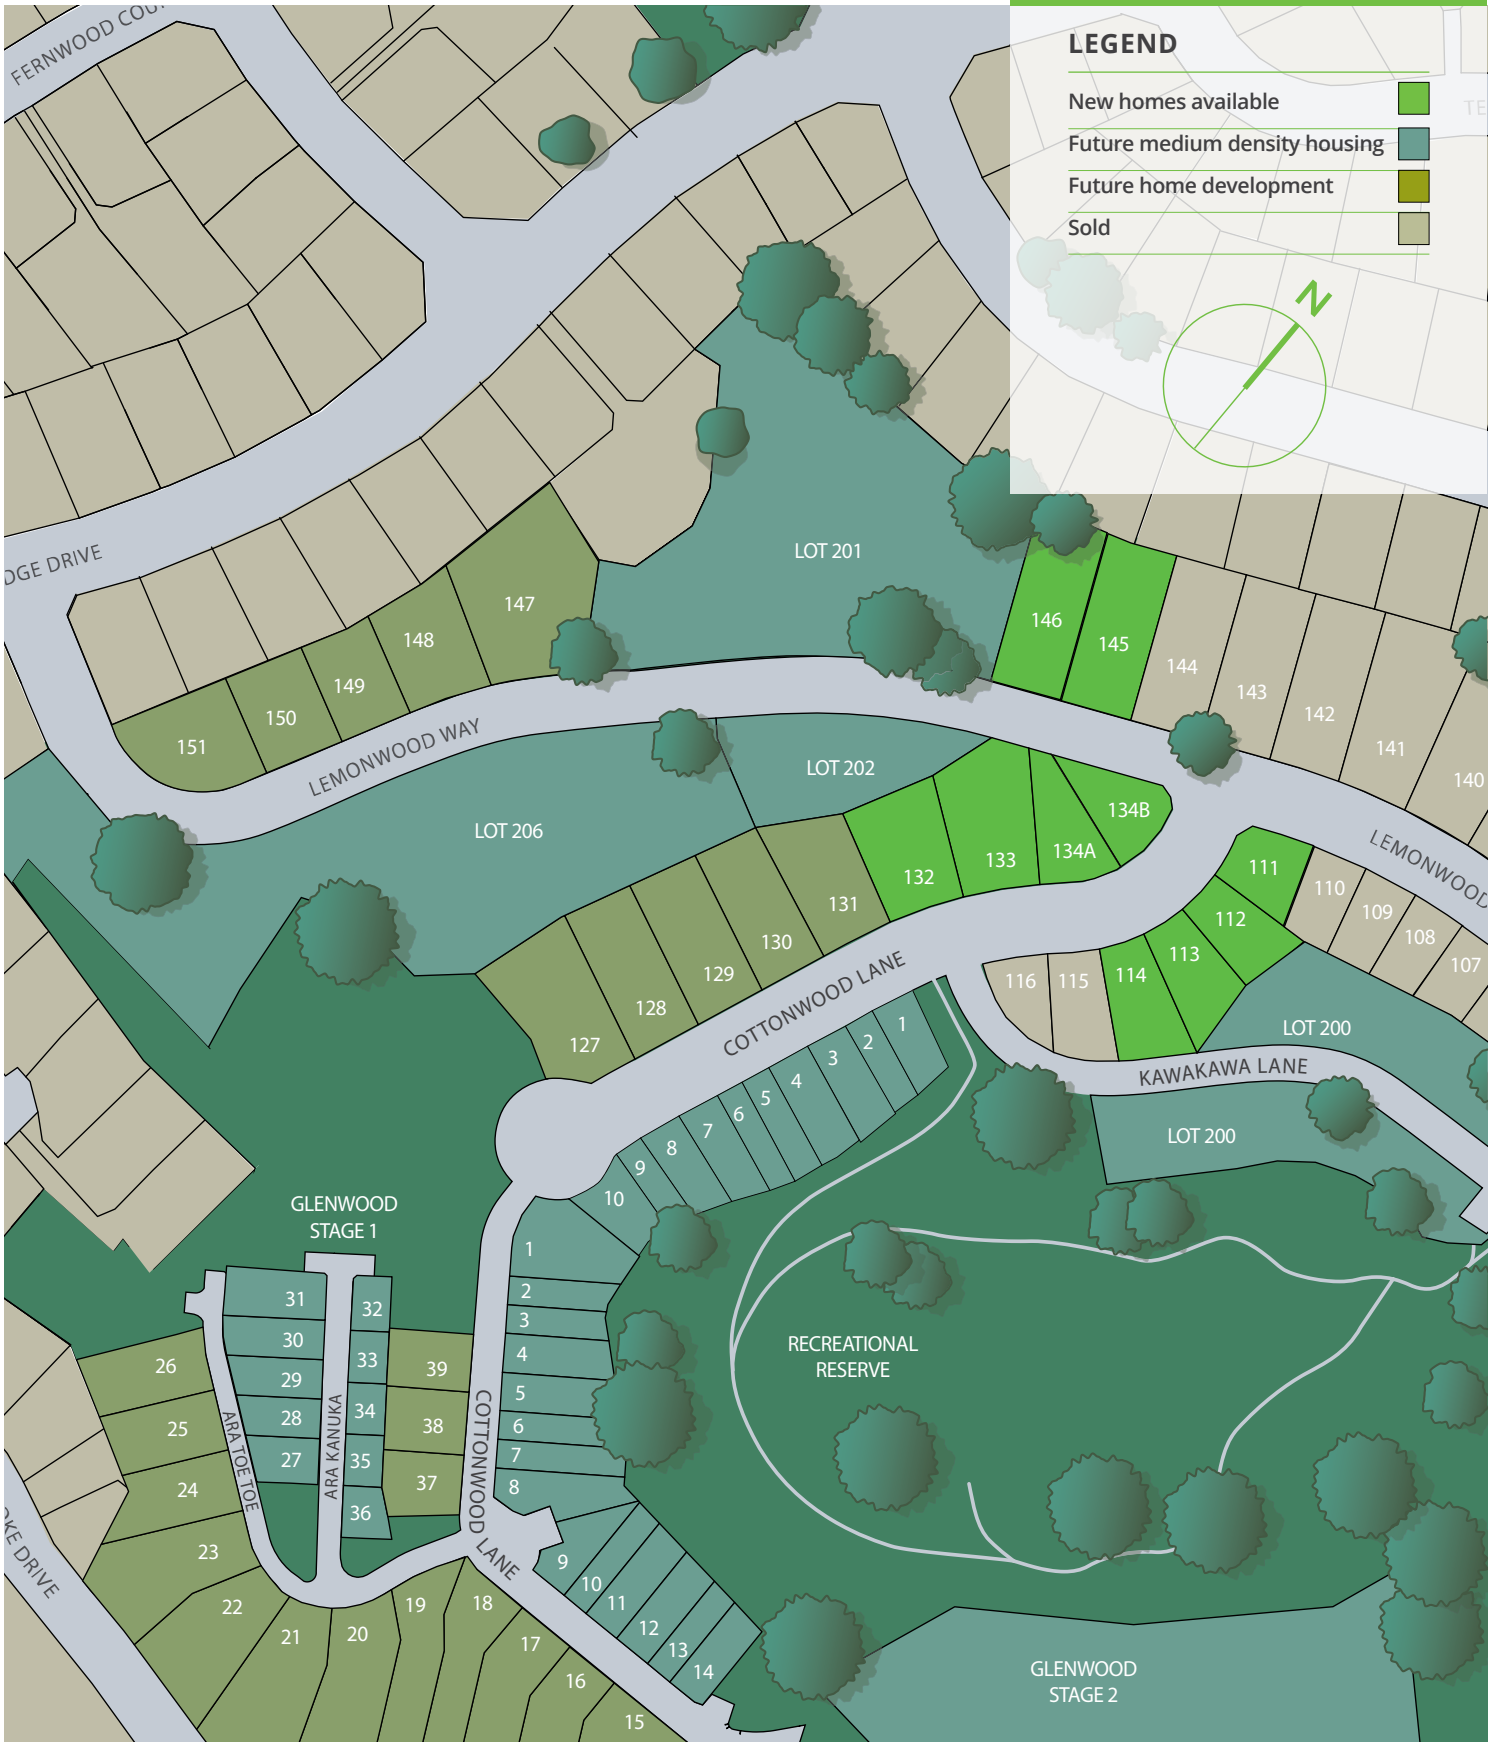 FERNWOOD COU
LEGEND
New homes available
TE
Future medium density housing
Future home development
Sold
N
DGE DRIVE
LOT 201
147
148
149
150
151
146
145
144
143
142
141
140
LEMONWOOD WAY
LOT 202
LOT 206
134B
134A
133
132
131
130
129
128
127
LEMONWOOD
111
112
113
114
115
116
110
109
108
107
COTTONWOOD LANE
LOT 200
KAWAKAWA LANE
LOT 200
1
2
3
4
5
6
7
8
9
10
GLENWOOD
STAGE 1
1
2
3
4
5
6
7
8
31
30
29
28
27
32
33
34
35
36
39
38
37
26
25
24
23
22
21
20
19
18
17
16
15
ARA TOE TOE
ARA KANUKA
COTTONWOOD LANE
9
10
11
12
13
14
RECREATIONAL
RESERVE
OKE DRIVE
GLENWOOD
STAGE 2